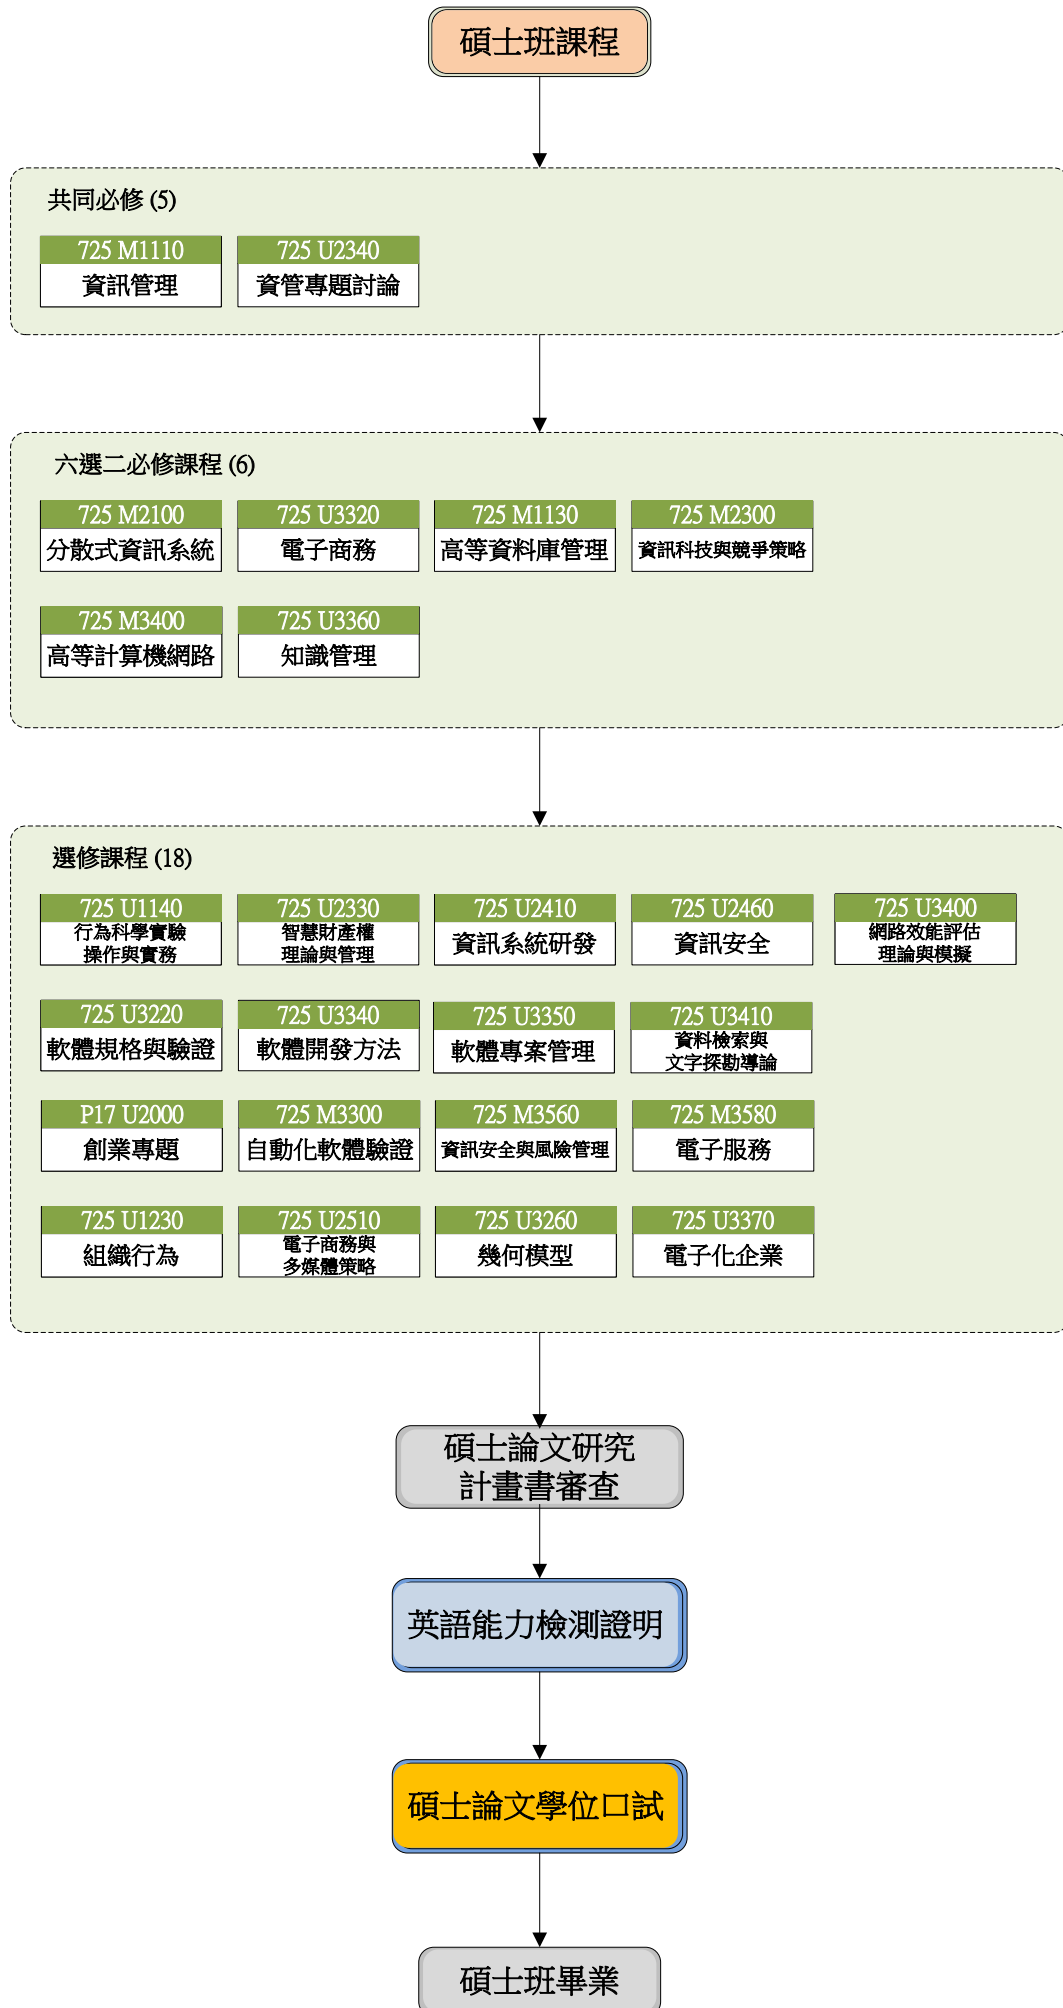 碩士班課程
共同必修 (5)
725 M1110
資訊管理
725 U2340
資管專題討論
六選二必修課程 (6)
725 M2100
分散式資訊系統
725 U3320
電子商務
725 M1130
高等資料庫管理
725 M2300
資訊科技與競爭策略
725 M3400
高等計算機網路
725 U3360
知識管理
選修課程 (18)
725 U1140
行為科學實驗
操作與實務
725 U2330
智慧財產權
理論與管理
725 U2410
資訊系統研發
725 U2460
資訊安全
725 U3400
網路效能評估
理論與模擬
725 U3220
軟體規格與驗證
725 U3340
軟體開發方法
725 U3350
軟體專案管理
725 U3410
資料檢索與
文字探勘導論
P17 U2000
創業專題
725 M3300
自動化軟體驗證
725 M3560
資訊安全與風險管理
725 M3580
電子服務
725 U1230
組織行為
725 U2510
電子商務與
多媒體策略
725 U3260
幾何模型
725 U3370
電子化企業
碩士論文研究
計畫書審查
英語能力檢測證明
碩士論文學位口試
碩士班畢業